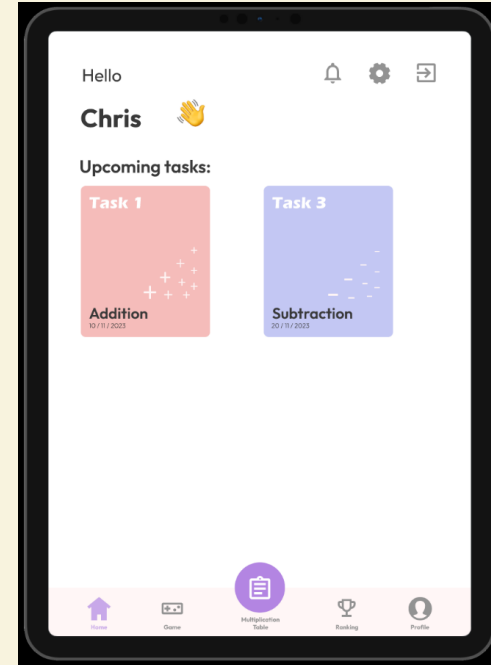 Hello
Chris
Upcoming tasks:
Task 1
Addition
10 / 11 / 2023
Task 3
Subtraction
20 / 11 / 2023
Home
Game
Multiplication
Table
Ranking
Profile